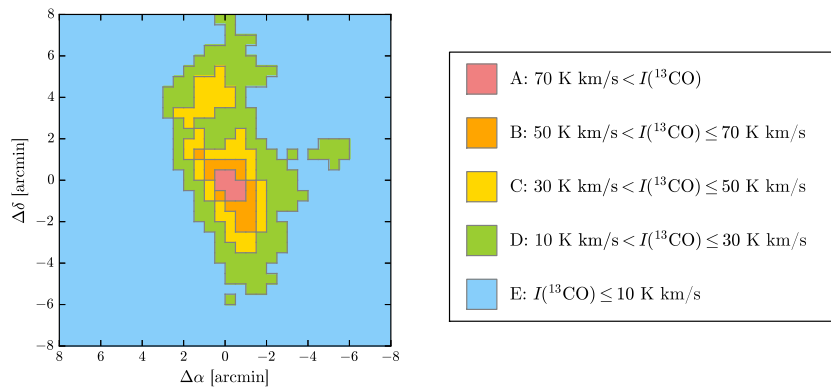 8
6
4
2
0
−2
−4
−6
−8
Δδ [arcmin]
8 6 4 2 0 −2 −4 −6 −8
Δα [arcmin]
A: 70 K km/s < I(¹³CO)
B: 50 K km/s < I(¹³CO) ≤ 70 K km/s
C: 30 K km/s < I(¹³CO) ≤ 50 K km/s
D: 10 K km/s < I(¹³CO) ≤ 30 K km/s
E: I(¹³CO) ≤ 10 K km/s